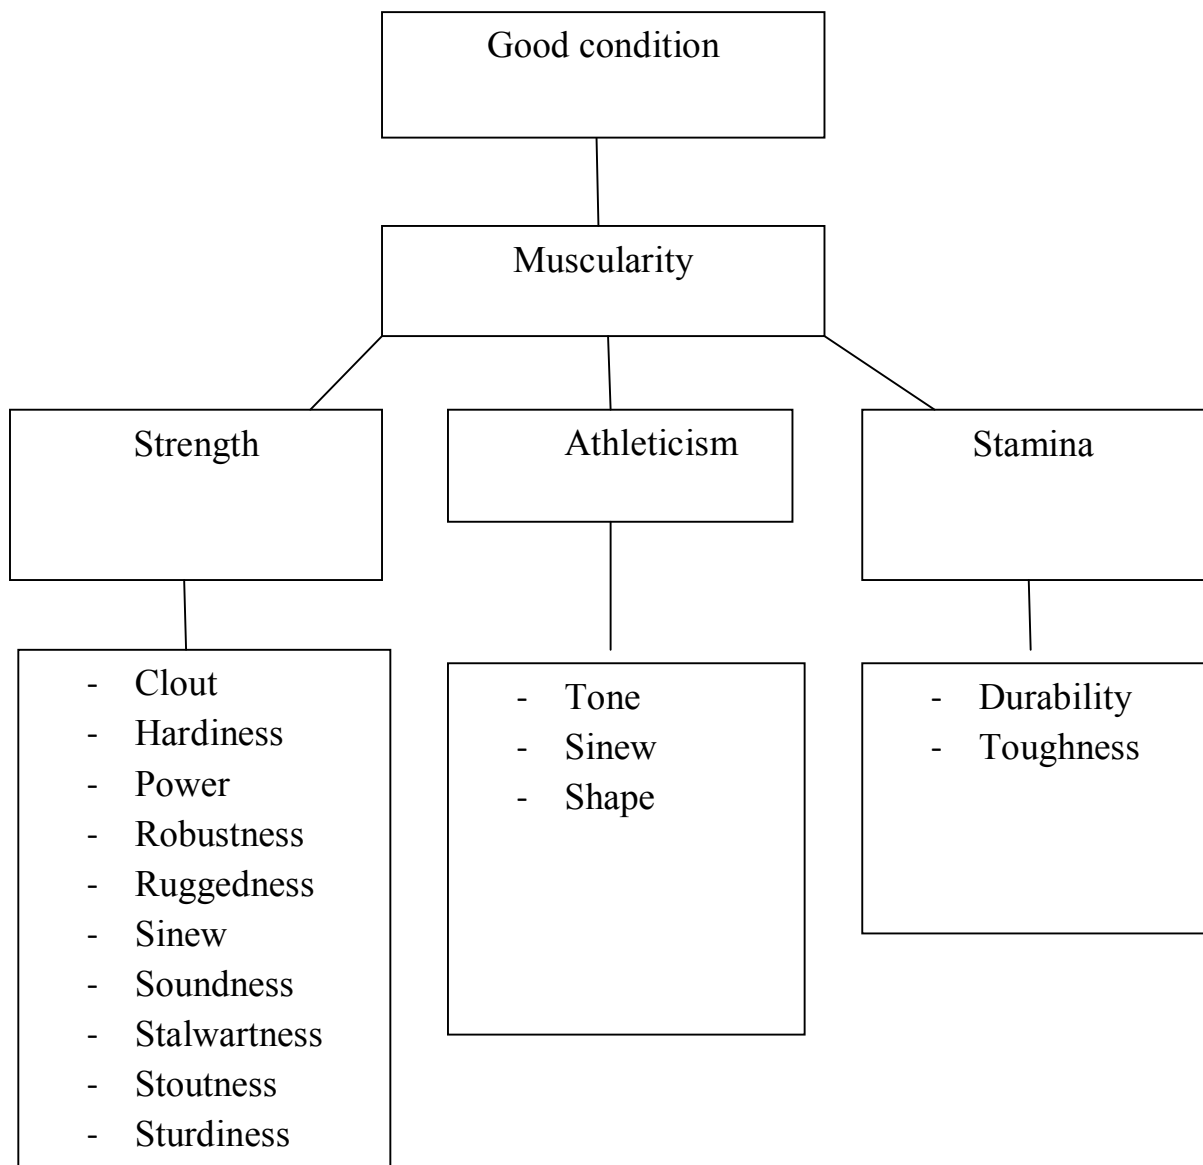 Good condition
Muscularity
Strength
Athleticism
Stamina
- Clout
- Hardiness
- Power
- Robustness
- Ruggedness
- Sinew
- Soundness
- Stalwartness
- Stoutness
- Sturdiness
- Tone
- Sinew
- Shape
- Durability
- Toughness